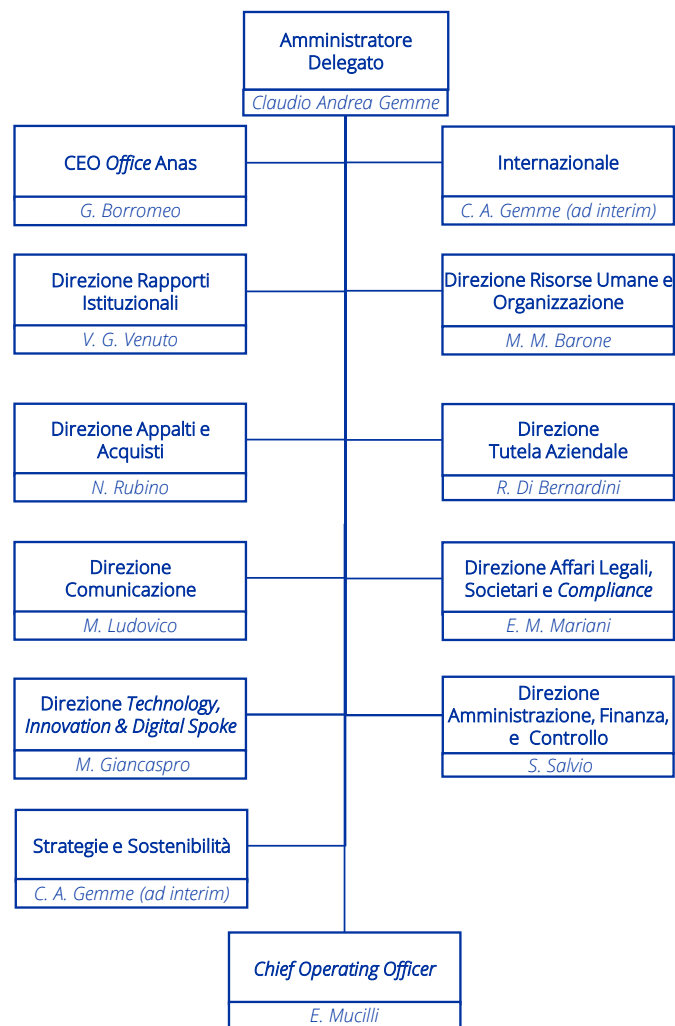 Amministratore
Delegato
Claudio Andrea Gemme
CEO Office Anas
G. Borromeo
Internazionale
C. A. Gemme (ad interim)
Direzione Rapporti
Istituzionali
V. G. Venuto
Direzione Risorse Umane e
Organizzazione
M. M. Barone
Direzione Appalti e
Acquisti
N. Rubino
Direzione
Tutela Aziendale
R. Di Bernardini
Direzione
Comunicazione
M. Ludovico
Direzione Affari Legali,
Societari e Compliance
E. M. Mariani
Direzione Technology,
Innovation & Digital Spoke
M. Giancaspro
Direzione
Amministrazione, Finanza,
e Controllo
S. Salvio
Strategie e Sostenibilità
C. A. Gemme (ad interim)
Chief Operating Officer
E. Mucilli